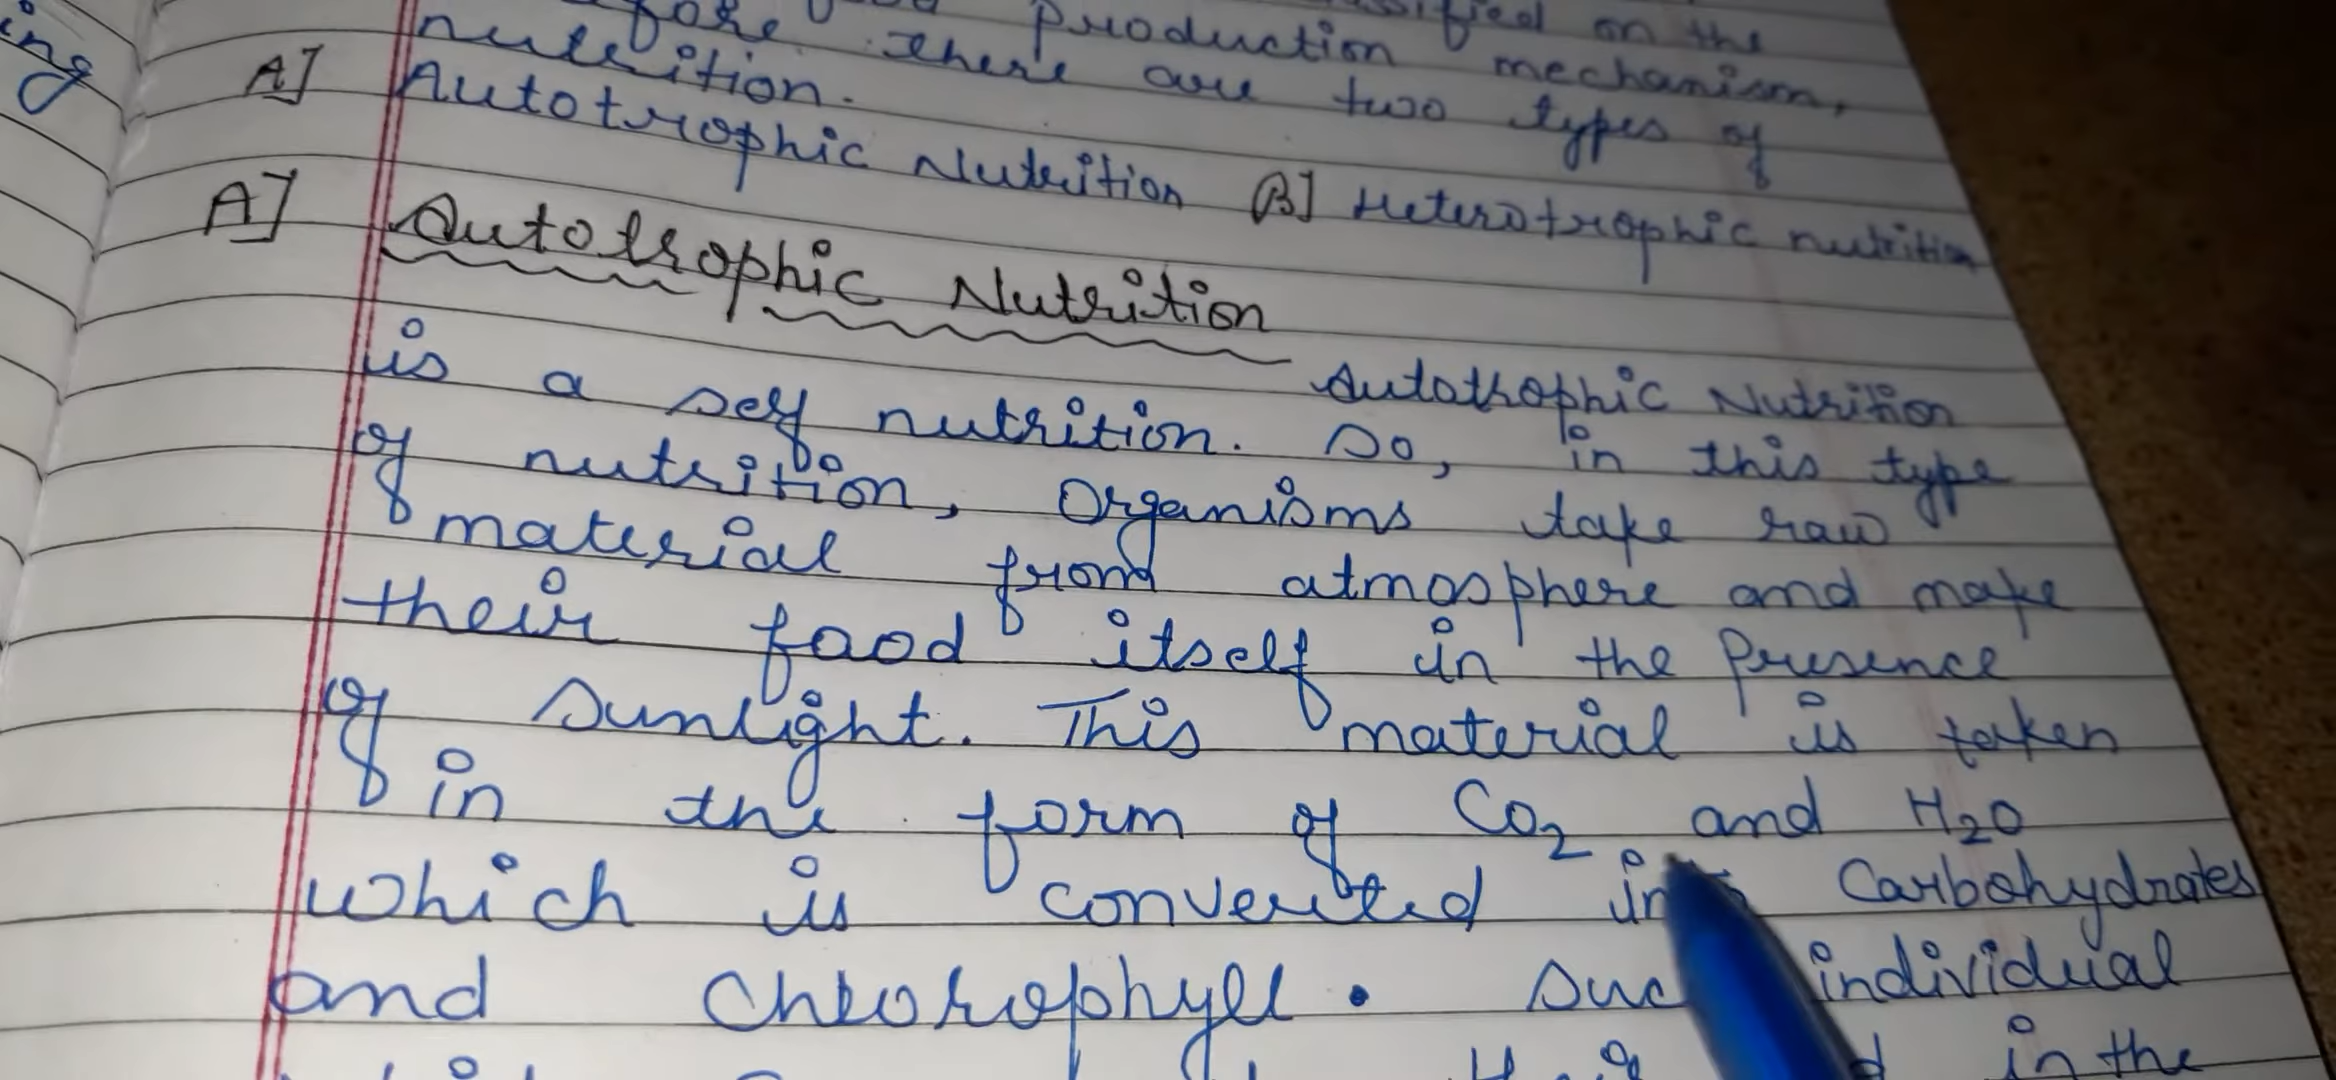 ing
on the
production mechanism,
there are two types of
nutrition.
A] Autotrophic Nutrition B] Heterotrophic nutrition
A] Autotrophic Nutrition
Autotrophic Nutrition
is a self nutrition. So, in this type
of nutrition, Organisms take raw
material from atmosphere and make
their food itself in the Presence
of Sunlight. This material is taken
in the form of CO2 and H2O
which is converted in Carbohydrates
and Chlorophyll. individual
in the